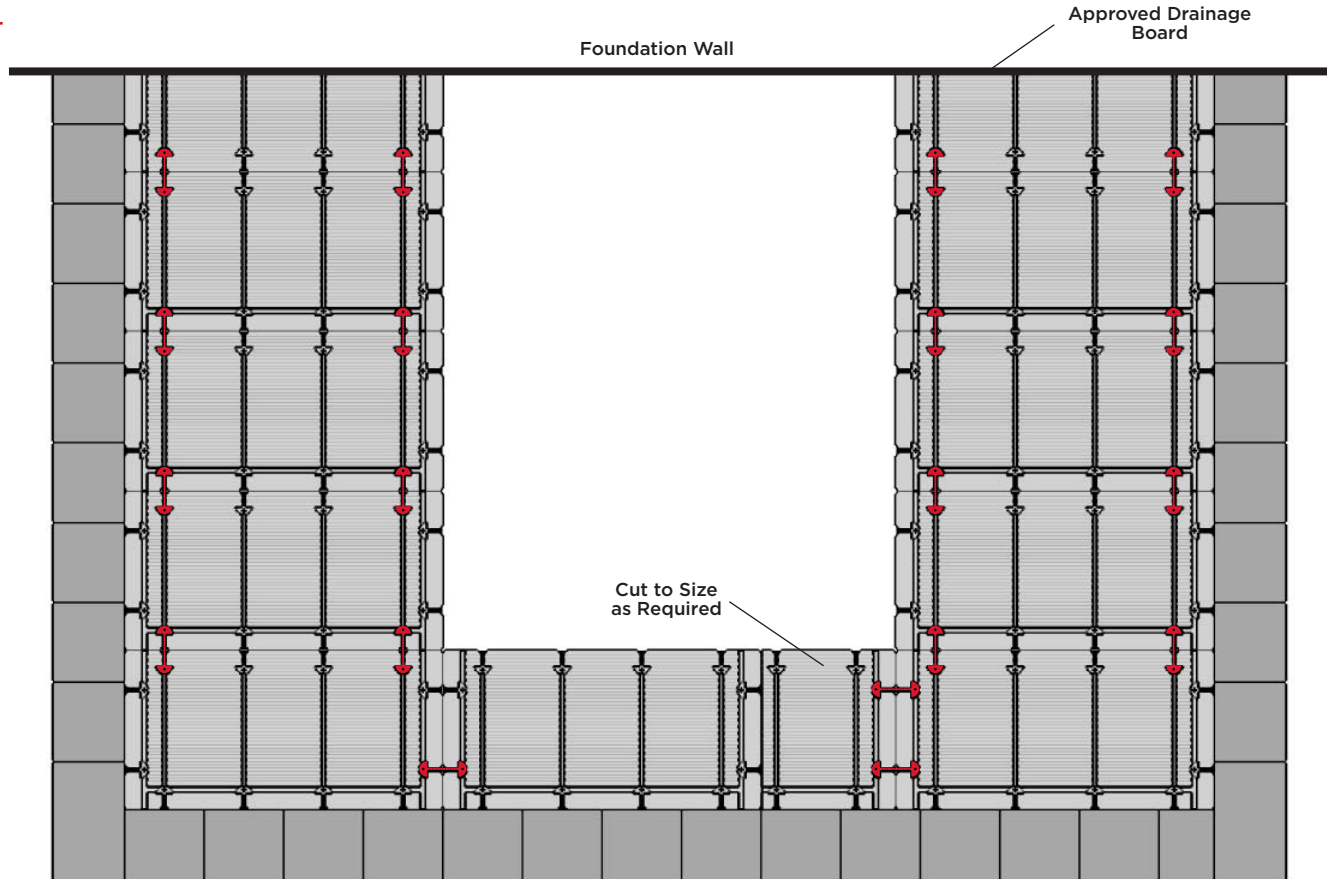 Approved Drainage
Board
Foundation Wall
Cut to Size
as Required